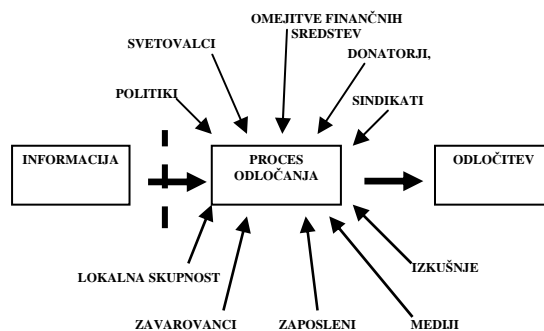 OMEJITVE FINANČNIH
SREDSTEV
SVETOVALCI
DONATORJI,
POLITIKI
SINDIKATI
INFORMACIJA
PROCES
ODLOČANJA
ODLOČITEV
LOKALNA SKUPNOST
IZKUŠNJE
ZAVAROVANCI
ZAPOSLENI
MEDIJI